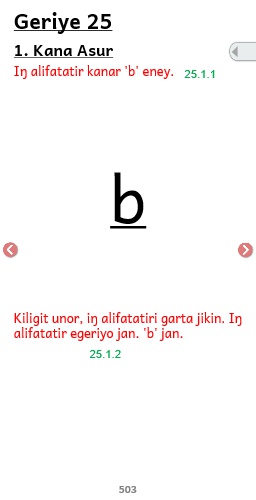 Geriye 25
1. Kana Asur
Iŋ alifatatir kanar 'b' eney. 25.1.1
b
Kiligit unor, iŋ alifatatiri garta jikin. Iŋ
alifatatir egeriyo jan. 'b' jan.
25.1.2
503